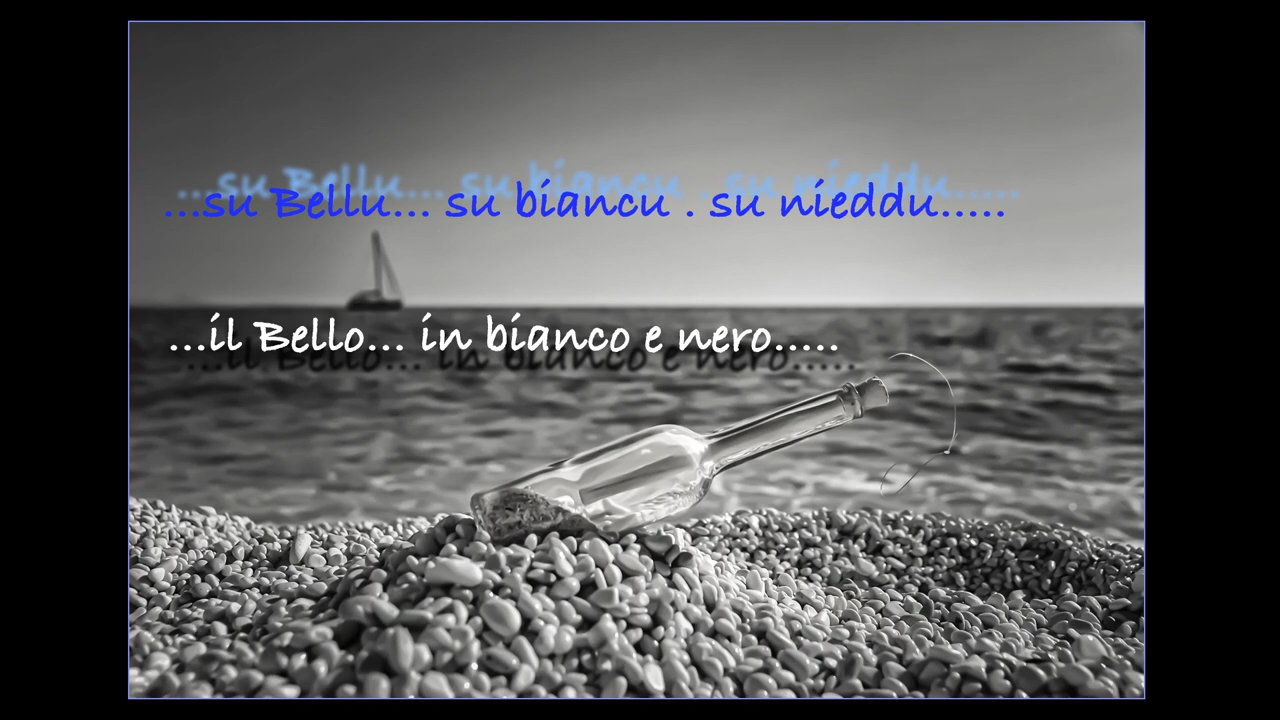 ...su Bellu... su biancu . su nieddu.....
...il Bello... in bianco e nero.....